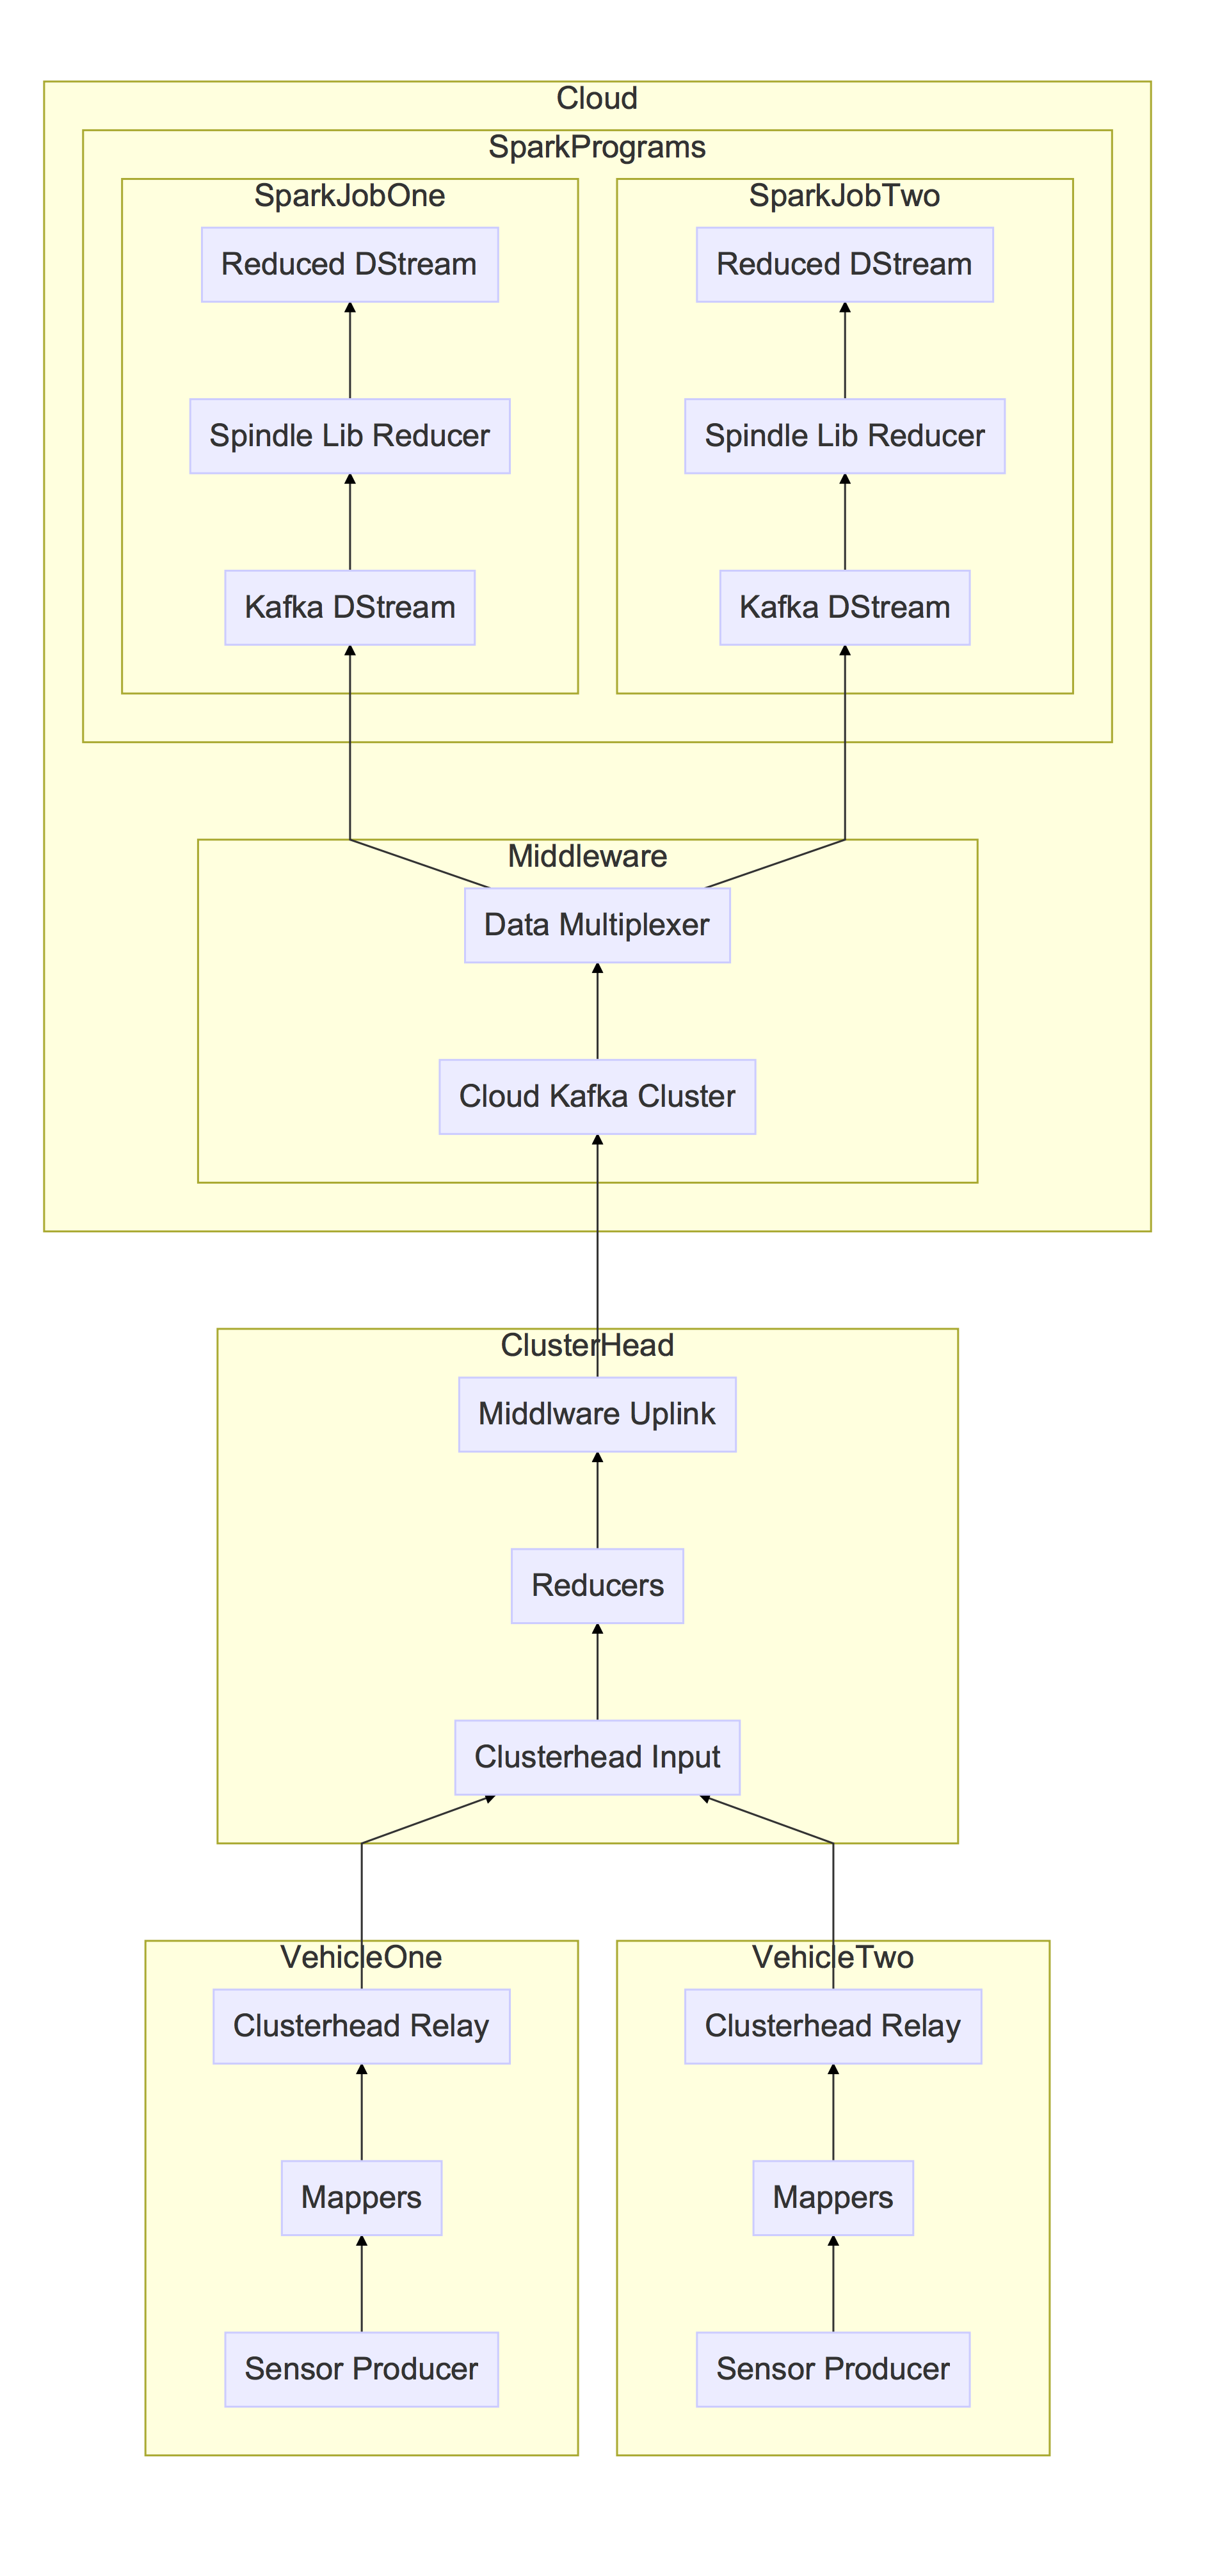 Cloud
SparkPrograms
SparkJobOne
SparkJobTwo
Reduced DStream
Reduced DStream
Spindle Lib Reducer
Spindle Lib Reducer
Kafka DStream
Kafka DStream
Middleware
Data Multiplexer
Cloud Kafka Cluster
ClusterHead
Middlware Uplink
Reducers
Clusterhead Input
VehicleOne
VehicleTwo
Clusterhead Relay
Clusterhead Relay
Mappers
Mappers
Sensor Producer
Sensor Producer